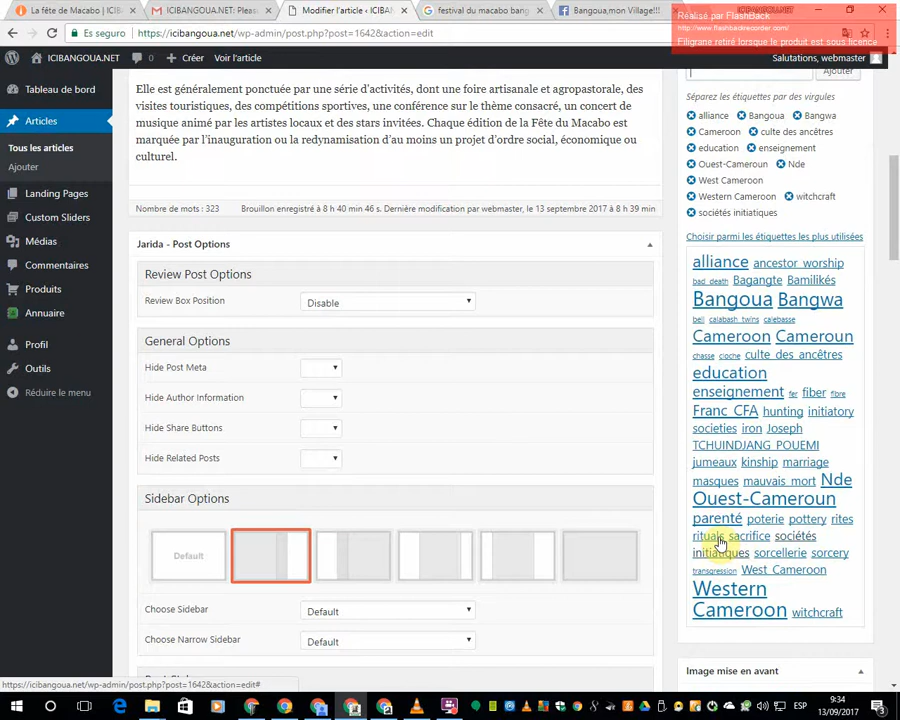 La fête de Macabo | ICIB
ICIBANGOUA.NET: Pleas
Modifier l'article ‹ ICIBA
festival du macabo bang
Bangoua,mon Village!!!
Réalisé par FlashBack
http://www.flashbackrecorder.com/
Filigrane retiré lorsque le produit est sous licence
Es seguro | https://icibangoua.net/wp-admin/post.php?post=1642&action=edit
ICIBANGOUA.NET
0
Créer
Voir l'article
Salutations, webmaster
Tableau de bord
Articles
Tous les articles
Ajouter
Landing Pages
Custom Sliders
Médias
Commentaires
Produits
Annuaire
Profil
Outils
Réduire le menu
Elle est généralement ponctuée par une série d'activités, dont une foire artisanale et agropastorale, des
visites touristiques, des compétitions sportives, une conférence sur le thème consacré, un concert de
musique animé par les artistes locaux et des stars invitées. Chaque édition de la Fête du Macabo est
marquée par l'inauguration ou la redynamisation d'au moins un projet d'ordre social, économique ou
culturel.
Nombre de mots : 323
Brouillon enregistré à 8 h 40 min 46 s. Dernière modification par webmaster, le 13 septembre 2017 à 8 h 39 min
Jarida - Post Options
Review Post Options
Review Box Position
Disable
General Options
Hide Post Meta
Hide Author Information
Hide Share Buttons
Hide Related Posts
Sidebar Options
Default
Choose Sidebar
Default
Choose Narrow Sidebar
Default
Ajouter
Séparez les étiquettes par des virgules
alliance Bangoua Bangwa
Cameroon culte des ancêtres
education enseignement
Ouest-Cameroun Nde
West Cameroon
Western Cameroon witchcraft
sociétés initiatiques
Choisir parmi les étiquettes les plus utilisées
alliance ancestor worship
bad death Bagangte Bamilikés
Bangoua Bangwa
bell calabash twins calebasse
Cameroon Cameroun
chasse cloche culte des ancêtres
education
enseignement fer fiber fibre
Franc CFA hunting initiatory
societies iron Joseph
TCHUINDJANG POUEMI
jumeaux kinship marriage
masques mauvais mort Nde
Ouest-Cameroun
parenté poterie pottery rites
rituals sacrifice sociétés
initiatiques sorcellerie sorcery
transgression West Cameroon
Western
Cameroon witchcraft
Image mise en avant
https://icibangoua.net/wp-admin/post.php?post=1642&action=edit#
ESP
9:34
13/09/2017